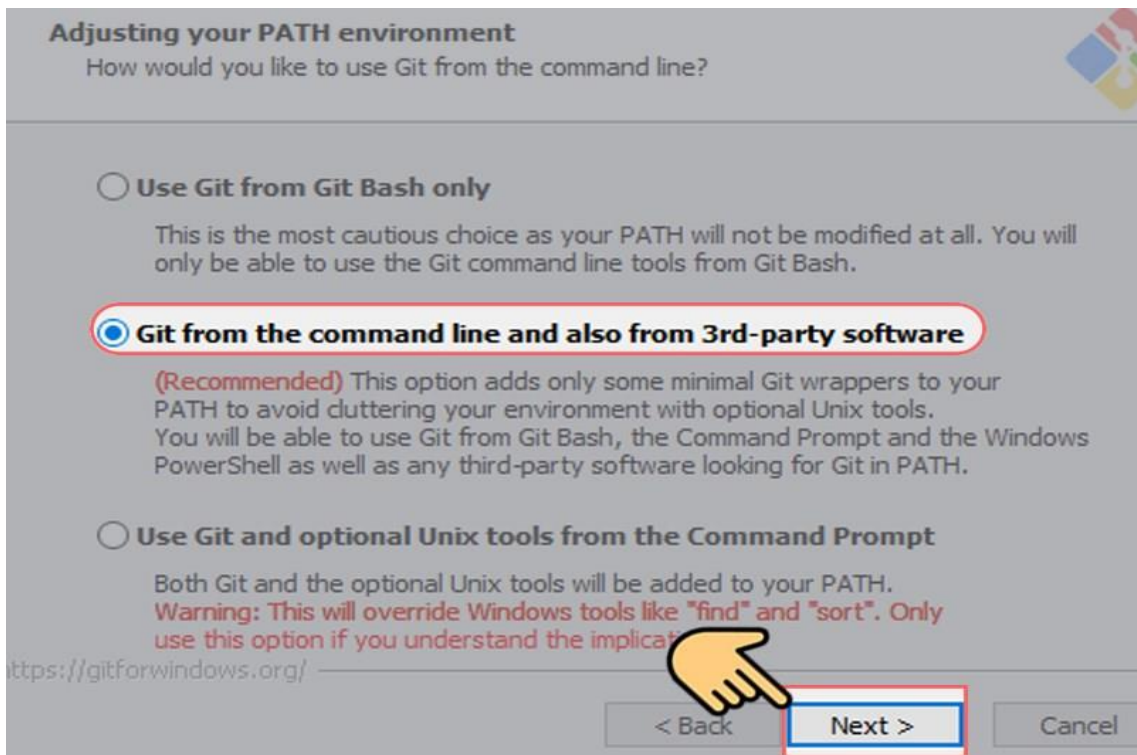 Adjusting your PATH environment
How would you like to use Git from the command line?
Use Git from Git Bash only
This is the most cautious choice as your PATH will not be modified at all. You will
only be able to use the Git command line tools from Git Bash.
Git from the command line and also from 3rd-party software
(Recommended) This option adds only some minimal Git wrappers to your
PATH to avoid cluttering your environment with optional Unix tools.
You will be able to use Git from Git Bash, the Command Prompt and the Windows
PowerShell as well as any third-party software looking for Git in PATH.
Use Git and optional Unix tools from the Command Prompt
Both Git and the optional Unix tools will be added to your PATH.
Warning: This will override Windows tools like "find" and "sort". Only
use this option if you understand the implicati
ttps://gitforwindows.org/
< Back
Next >
Cancel